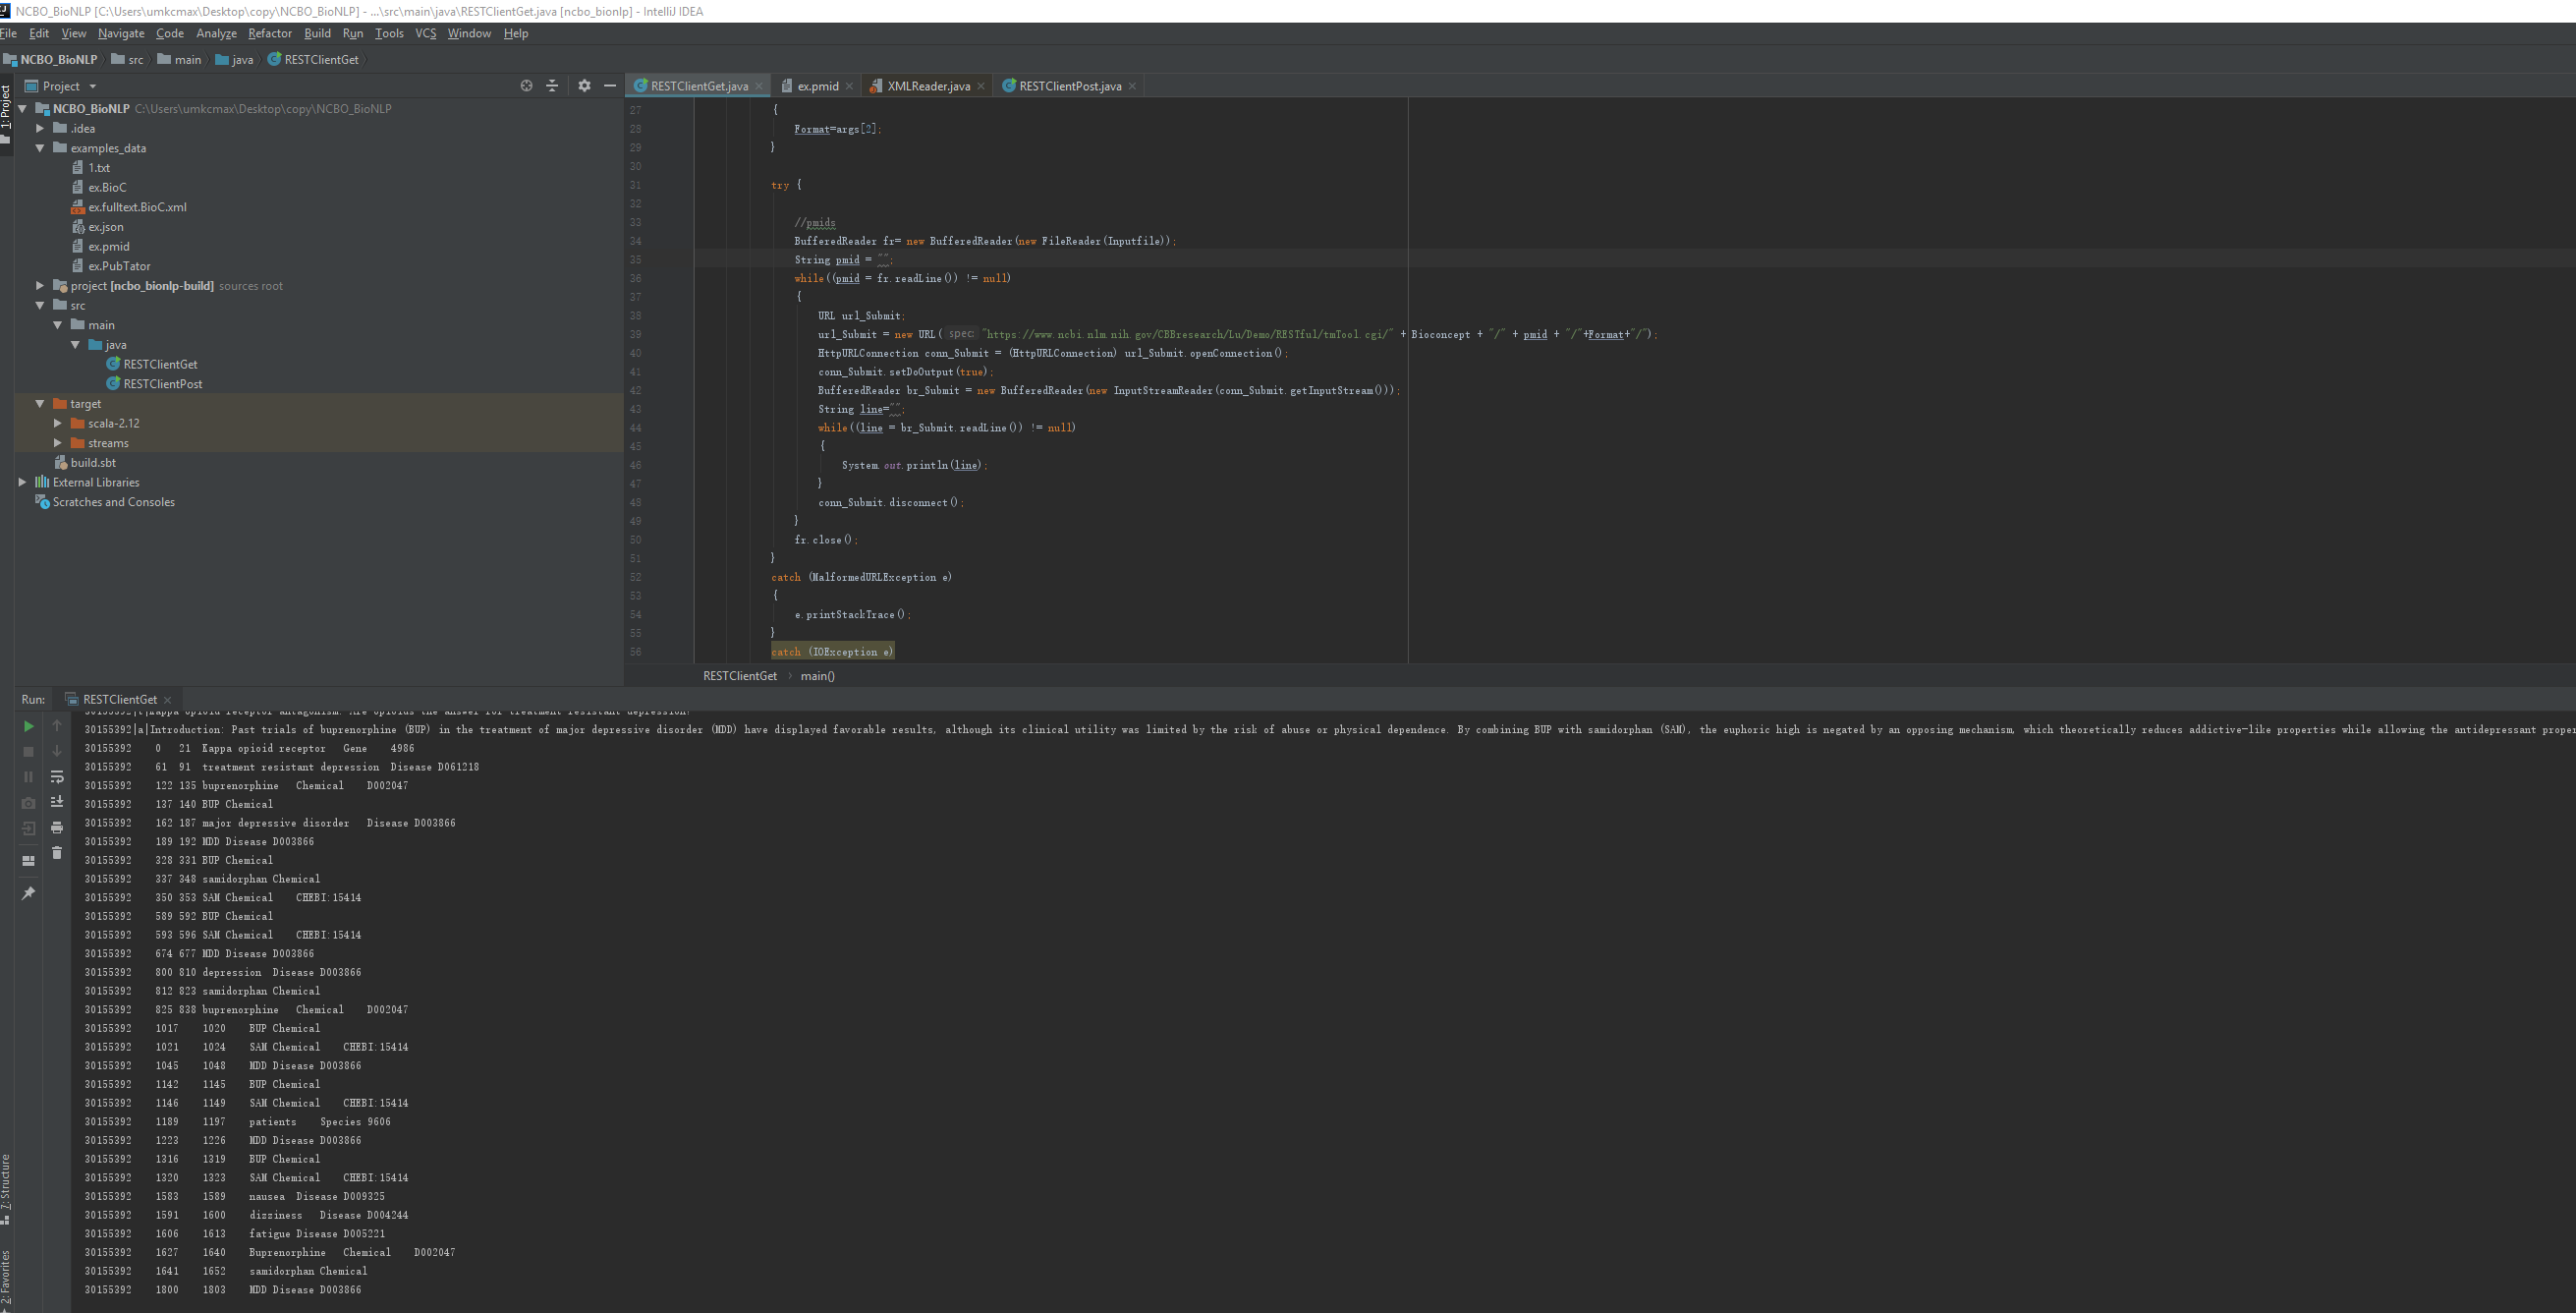 NCBO_BioNLP [C:\Users\umkcmax\Desktop\copy\NCBO_BioNLP] - ...\src\main\java\RESTClientGet.java [ncbo_bionlp] - IntelliJ IDEA
File Edit View Navigate Code Analyze Refactor Build Run Tools VCS Window Help
NCBO_BioNLP src main java RESTClientGet
1: Project
Project
NCBO_BioNLP C:\Users\umkcmax\Desktop\copy\NCBO_BioNLP
.idea
examples_data
1.txt
ex.BioC
ex.fulltext.BioC.xml
ex.json
ex.pmid
ex.PubTator
project [ncbo_bionlp-build] sources root
src
main
java
RESTClientGet
RESTClientPost
target
scala-2.12
streams
build.sbt
External Libraries
Scratches and Consoles
RESTClientGet.java ex.pmid XMLReader.java RESTClientPost.java
27 {
28 Format=args[2];
29 }
30
31 try {
32
33 //pmids
34 BufferedReader fr= new BufferedReader(new FileReader(Inputfile));
35 String pmid = "";
36 while((pmid = fr.readLine()) != null)
37 {
38 URL url_Submit;
39 url_Submit = new URL( spec: "https://www.ncbi.nlm.nih.gov/CBBresearch/Lu/Demo/RESTful/tmTool.cgi/" + Bioconcept + "/" + pmid + "/"+Format+"/");
40 HttpURLConnection conn_Submit = (HttpURLConnection) url_Submit.openConnection();
41 conn_Submit.setDoOutput(true);
42 BufferedReader br_Submit = new BufferedReader(new InputStreamReader(conn_Submit.getInputStream()));
43 String line="";
44 while((line = br_Submit.readLine()) != null)
45 {
46 System.out.println(line);
47 }
48 conn_Submit.disconnect();
49 }
50 fr.close();
51 }
52 catch (MalformedURLException e)
53 {
54 e.printStackTrace();
55 }
56 catch (IOException e)
RESTClientGet › main()
Run: RESTClientGet
30155392|t|Kappa opioid receptor antagonism: Are opioids the answer for treatment resistant depression?
30155392|a|Introduction: Past trials of buprenorphine (BUP) in the treatment of major depressive disorder (MDD) have displayed favorable results, although its clinical utility was limited by the risk of abuse or physical dependence. By combining BUP with samidorphan (SAM), the euphoric high is negated by an opposing mechanism, which theoretically reduces addictive-like properties while allowing the antidepressant proper
30155392 0 21 Kappa opioid receptor Gene 4986
30155392 61 91 treatment resistant depression Disease D061218
30155392 122 135 buprenorphine Chemical D002047
30155392 137 140 BUP Chemical
30155392 162 187 major depressive disorder Disease D003866
30155392 189 192 MDD Disease D003866
30155392 328 331 BUP Chemical
30155392 337 348 samidorphan Chemical
30155392 350 353 SAM Chemical CHEBI:15414
30155392 589 592 BUP Chemical
30155392 593 596 SAM Chemical CHEBI:15414
30155392 674 677 MDD Disease D003866
30155392 800 810 depression Disease D003866
30155392 812 823 samidorphan Chemical
30155392 825 838 buprenorphine Chemical D002047
30155392 1017 1020 BUP Chemical
30155392 1021 1024 SAM Chemical CHEBI:15414
30155392 1045 1048 MDD Disease D003866
30155392 1142 1145 BUP Chemical
30155392 1146 1149 SAM Chemical CHEBI:15414
30155392 1189 1197 patients Species 9606
30155392 1223 1226 MDD Disease D003866
30155392 1316 1319 BUP Chemical
30155392 1320 1323 SAM Chemical CHEBI:15414
30155392 1583 1589 nausea Disease D009325
30155392 1591 1600 dizziness Disease D004244
30155392 1606 1613 fatigue Disease D005221
30155392 1627 1640 Buprenorphine Chemical D002047
30155392 1641 1652 samidorphan Chemical
30155392 1800 1803 MDD Disease D003866
7: Structure
2: Favorites